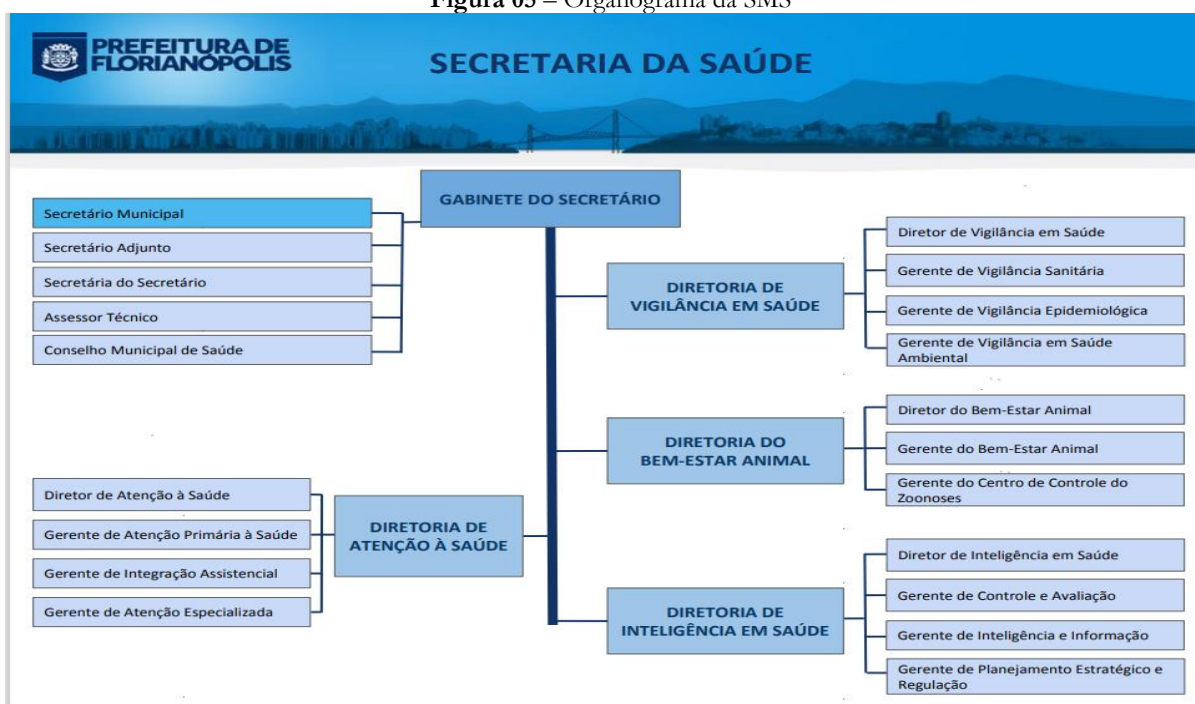 Figura 05 – Organograma da SMS
PREFEITURA DE
FLORIANÓPOLIS
SECRETARIA DA SAÚDE
GABINETE DO SECRETÁRIO
Secretário Municipal
Secretário Adjunto
Secretária do Secretário
Assessor Técnico
Conselho Municipal de Saúde
DIRETORIA DE
VIGILÂNCIA EM SAÚDE
Diretor de Vigilância em Saúde
Gerente de Vigilância Sanitária
Gerente de Vigilância Epidemiológica
Gerente de Vigilância em Saúde
Ambiental
DIRETORIA DO
BEM-ESTAR ANIMAL
Diretor do Bem-Estar Animal
Gerente do Bem-Estar Animal
Gerente do Centro de Controle do
Zoonoses
Diretor de Atenção à Saúde
Gerente de Atenção Primária à Saúde
Gerente de Integração Assistencial
Gerente de Atenção Especializada
DIRETORIA DE
ATENÇÃO À SAÚDE
DIRETORIA DE
INTELIGÊNCIA EM SAÚDE
Diretor de Inteligência em Saúde
Gerente de Controle e Avaliação
Gerente de Inteligência e Informação
Gerente de Planejamento Estratégico e
Regulação